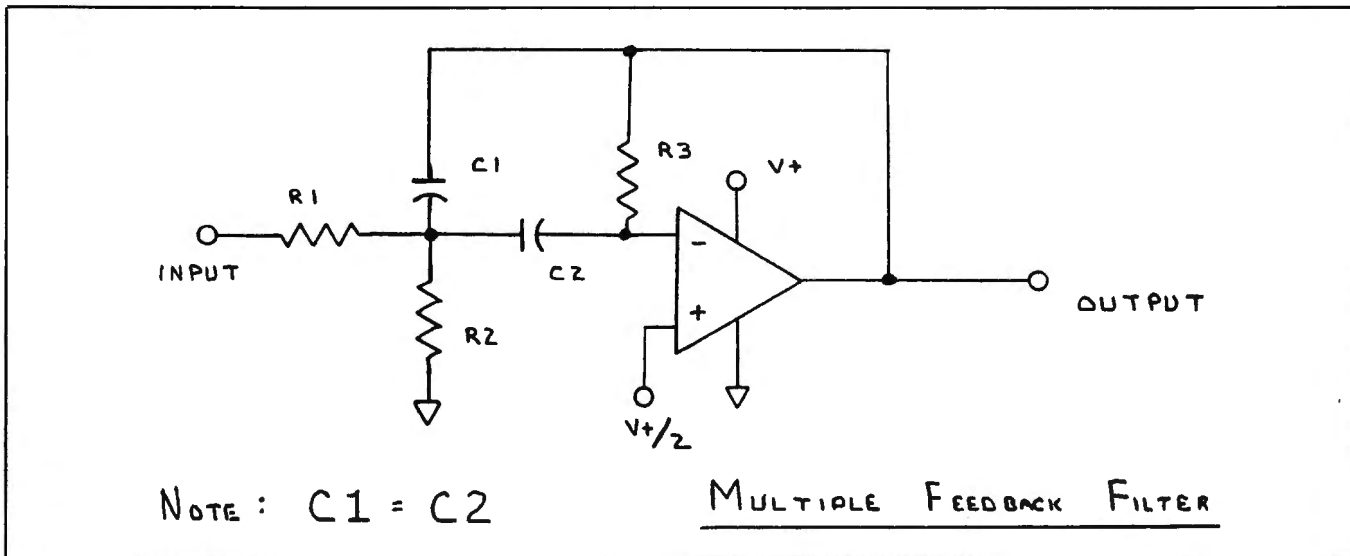 C1
R3
V+
R1
INPUT
C2
-
R2
+
OUTPUT
V+/2
NOTE: C1 = C2
MULTIPLE FEEDBACK FILTER